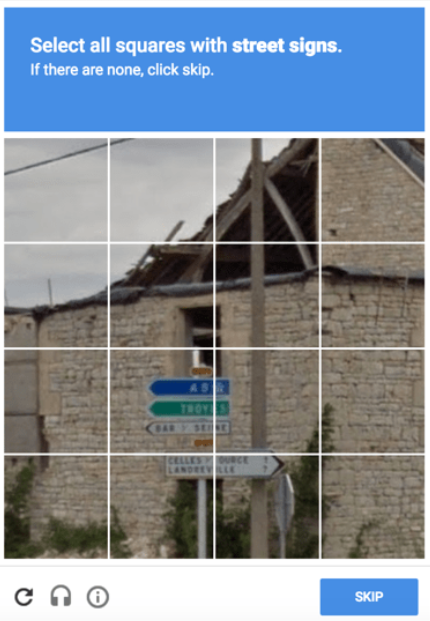 Select all squares with street signs.
If there are none, click skip.
TROYES
BAR / SEINE
CELLES / OURCE
LANDREVILLE 7
SKIP